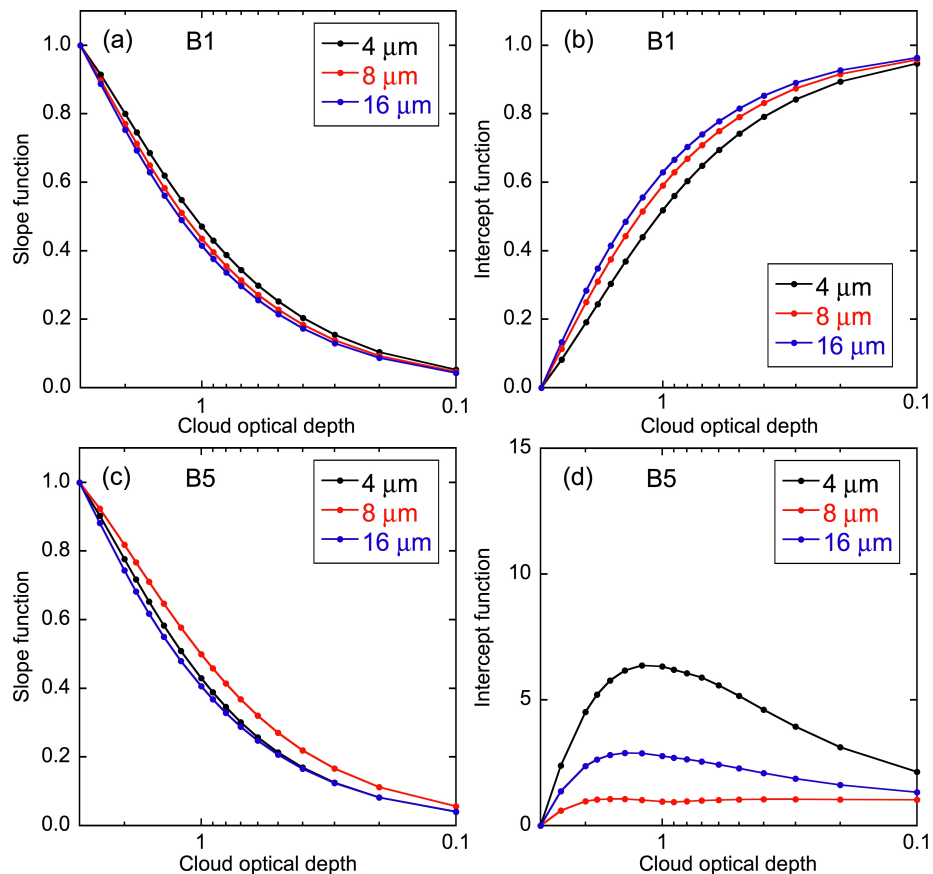 (a) B1
4 μm
8 μm
16 μm
1.0
0.8
0.6
0.4
0.2
0.0
Slope function
1
0.1
Cloud optical depth
(b) B1
4 μm
8 μm
16 μm
1.0
0.8
0.6
0.4
0.2
0.0
Intercept function
1
0.1
Cloud optical depth
(c) B5
4 μm
8 μm
16 μm
1.0
0.8
0.6
0.4
0.2
0.0
Slope function
1
0.1
Cloud optical depth
(d) B5
4 μm
8 μm
16 μm
15
10
5
0
Intercept function
1
0.1
Cloud optical depth